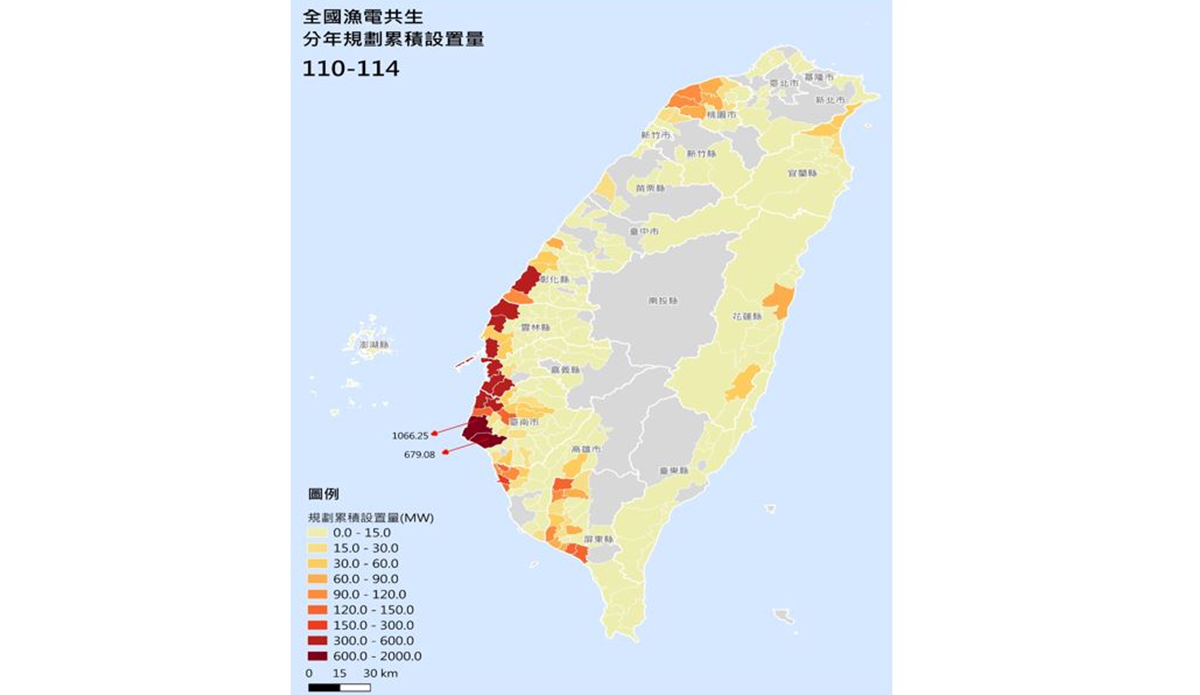 全國漁電共生
分年規劃累積設置量
110-114
臺北市
基隆市
新北市
桃園市
新竹市
新竹縣
宜蘭縣
苗栗縣
臺中市
彰化縣
南投縣
花蓮縣
雲林縣
澎湖縣
嘉義縣
臺南市
1066.25
679.08
高雄市
臺東縣
屏東縣
圖例
規劃累積設置量(MW)
0.0 - 15.0
15.0 - 30.0
30.0 - 60.0
60.0 - 90.0
90.0 - 120.0
120.0 - 150.0
150.0 - 300.0
300.0 - 600.0
600.0 - 2000.0
0 15 30 km